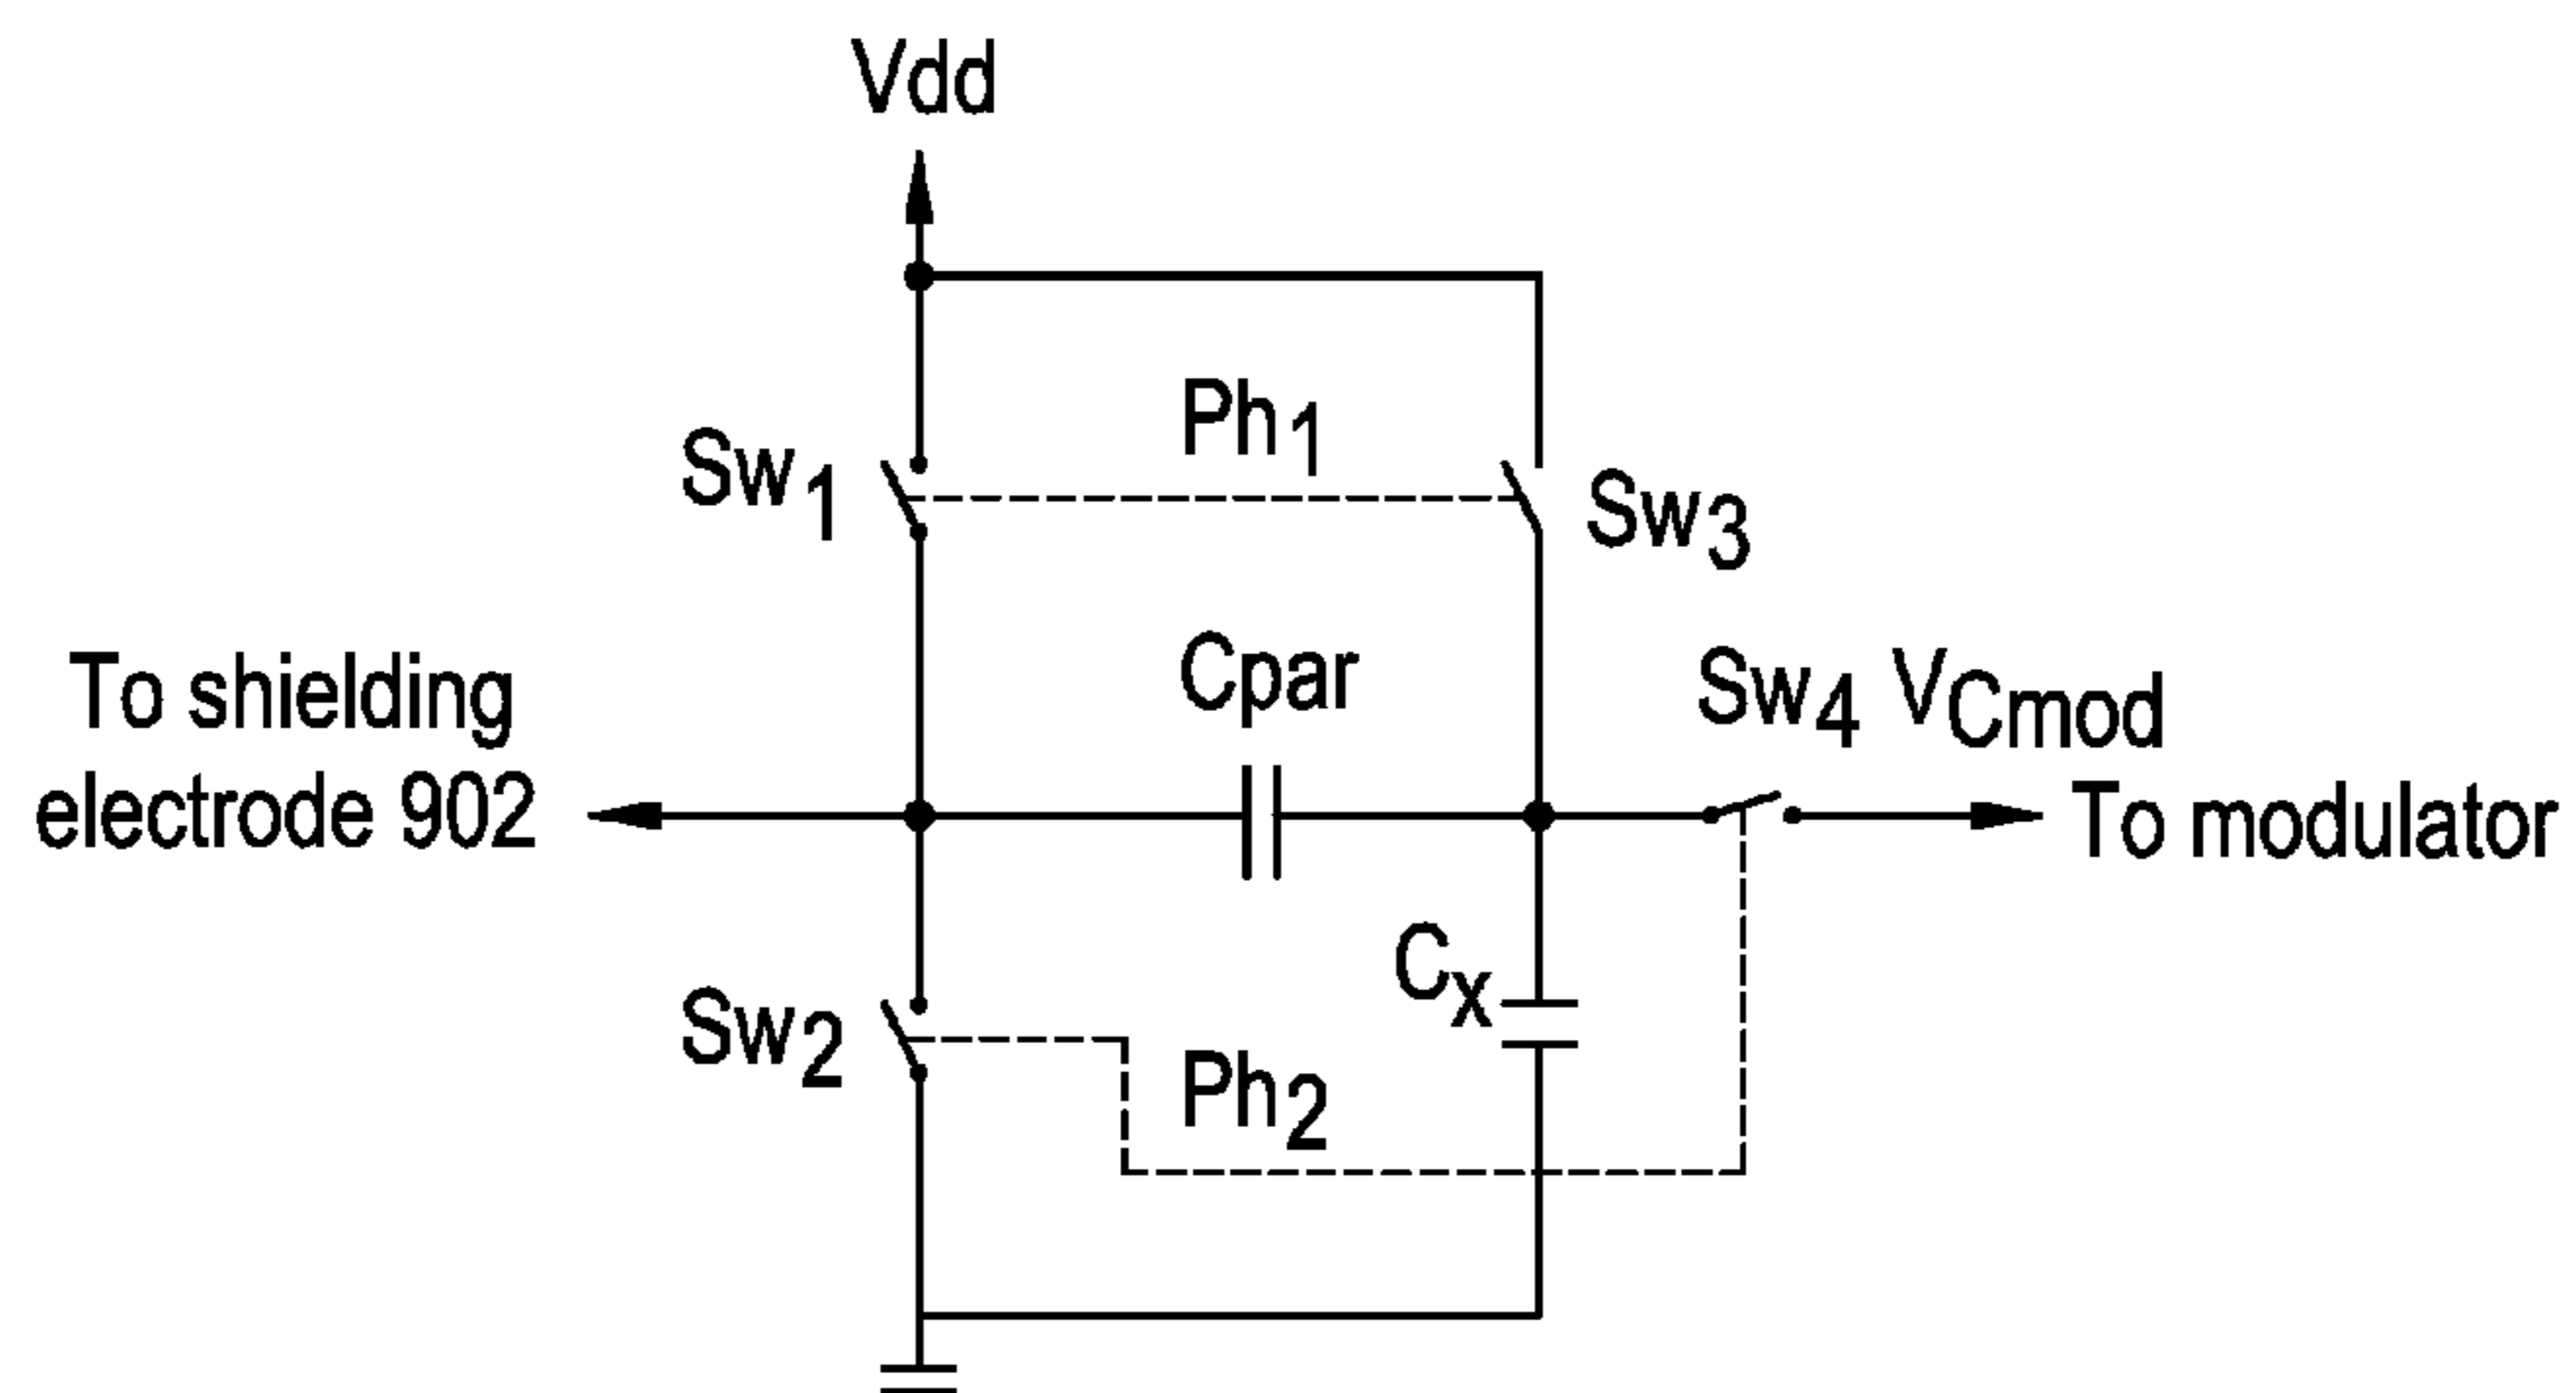 Vdd
Ph1
Sw1
Sw3
Cpar
To shielding
electrode 902
Sw4 VCmod
To modulator
Cx
Sw2
Ph2